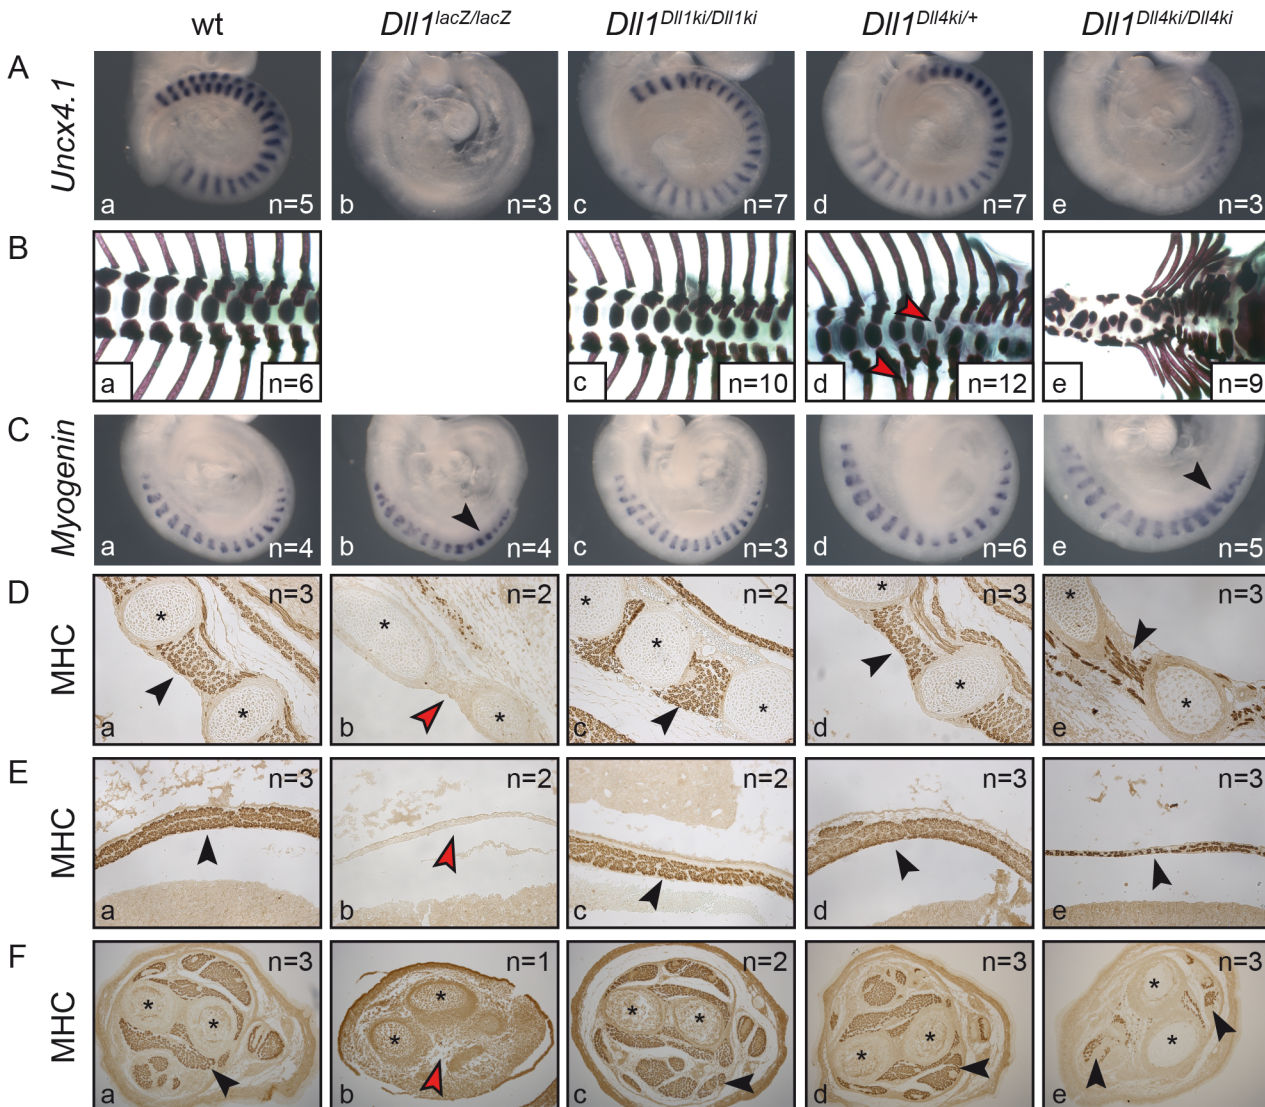 wt Dll1lacZ/lacZ Dll1Dll1ki/Dll1ki Dll1Dll4ki/+ Dll1Dll4ki/Dll4ki
A Uncx4.1
a n=5 b n=3 c n=7 d n=7 e n=3
B
a n=6 c n=10 d n=12 e n=9
C Myogenin
a n=4 b n=4 c n=3 d n=6 e n=5
D MHC
n=3 n=2 n=2 n=3 n=3
* * * * * * * * * * *
a b c d e
E MHC
n=3 n=2 n=2 n=3 n=3
a b c d e
F MHC
n=3 n=1 n=2 n=3 n=3
* * * * * * * * * *
a b c d e